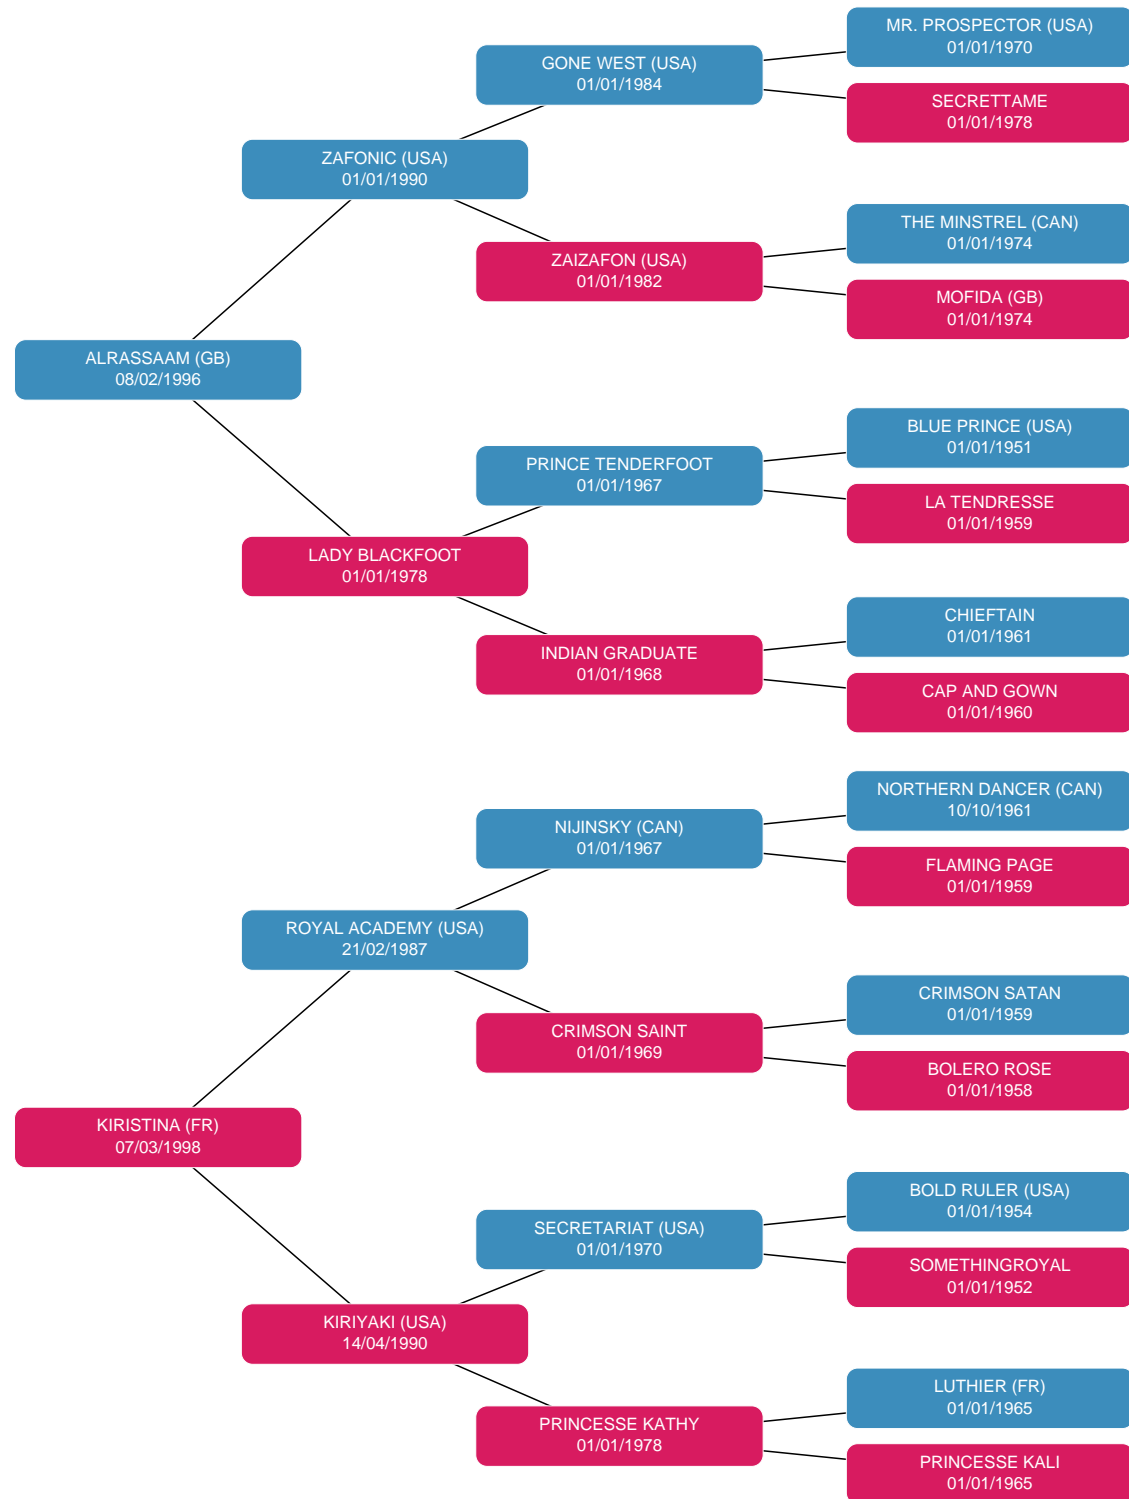 MR. PROSPECTOR (USA)
01/01/1970
GONE WEST (USA)
01/01/1984
SECRETTAME
01/01/1978
ZAFONIC (USA)
01/01/1990
THE MINSTREL (CAN)
01/01/1974
ZAIZAFON (USA)
01/01/1982
MOFIDA (GB)
01/01/1974
ALRASSAAM (GB)
08/02/1996
BLUE PRINCE (USA)
01/01/1951
PRINCE TENDERFOOT
01/01/1967
LA TENDRESSE
01/01/1959
LADY BLACKFOOT
01/01/1978
CHIEFTAIN
01/01/1961
INDIAN GRADUATE
01/01/1968
CAP AND GOWN
01/01/1960
NORTHERN DANCER (CAN)
10/10/1961
NIJINSKY (CAN)
01/01/1967
FLAMING PAGE
01/01/1959
ROYAL ACADEMY (USA)
21/02/1987
CRIMSON SATAN
01/01/1959
CRIMSON SAINT
01/01/1969
BOLERO ROSE
01/01/1958
KIRISTINA (FR)
07/03/1998
BOLD RULER (USA)
01/01/1954
SECRETARIAT (USA)
01/01/1970
SOMETHINGROYAL
01/01/1952
KIRIYAKI (USA)
14/04/1990
LUTHIER (FR)
01/01/1965
PRINCESSE KATHY
01/01/1978
PRINCESSE KALI
01/01/1965